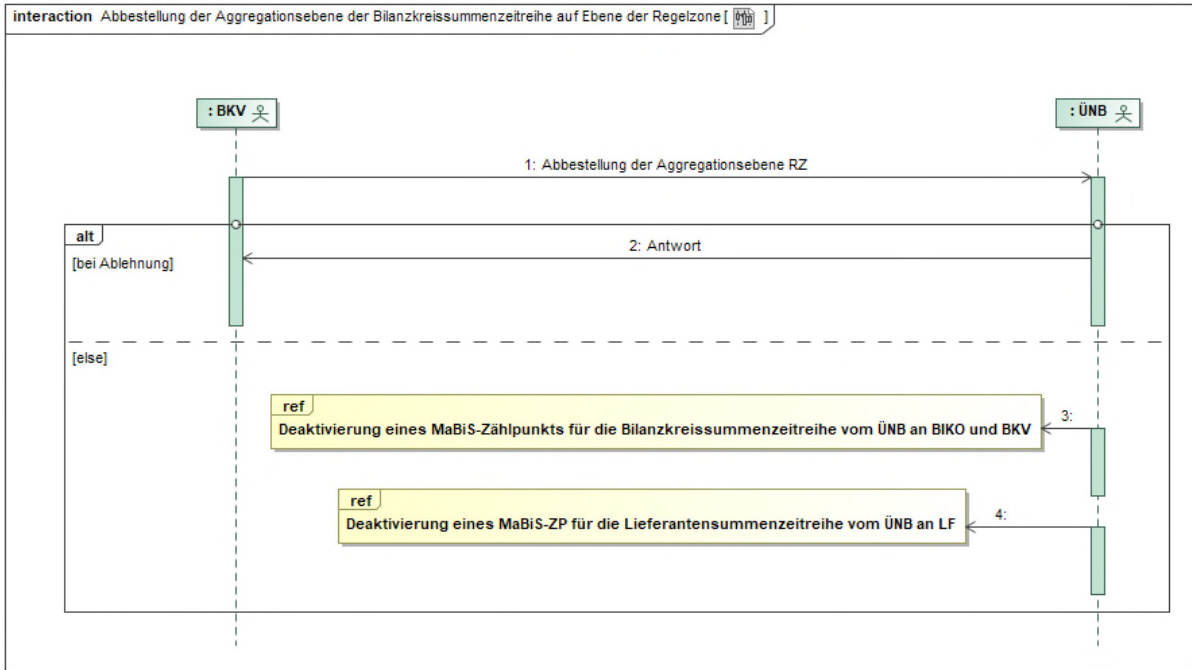 interaction Abbestellung der Aggregationsebene der Bilanzkreissummenzeitreihe auf Ebene der Regelzone [ ]
: BKV
: ÜNB
1: Abbestellung der Aggregationsebene RZ
alt
2: Antwort
[bei Ablehnung]
[else]
ref
3:
Deaktivierung eines MaBiS-Zählpunkts für die Bilanzkreissummenzeitreihe vom ÜNB an BIKO und BKV
ref
4:
Deaktivierung eines MaBiS-ZP für die Lieferantensummenzeitreihe vom ÜNB an LF